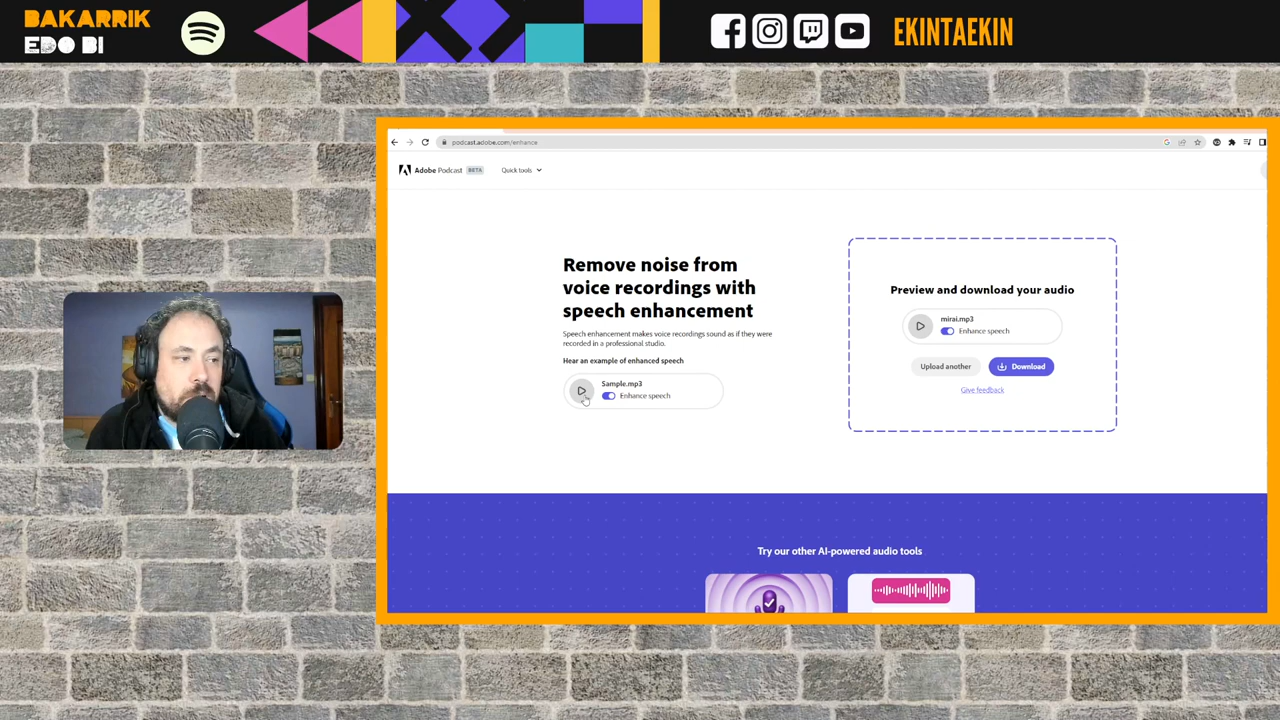 BAKARRIK
EDO BI
EKINTAEKIN
podcast.adobe.com/enhance
Adobe Podcast BETA Quick tools
Remove noise from
voice recordings with
speech enhancement
Speech enhancement makes voice recordings sound as if they were
recorded in a professional studio.
Hear an example of enhanced speech
Sample.mp3
Enhance speech
Preview and download your audio
mirai.mp3
Enhance speech
Upload another Download
Give feedback
Try our other AI-powered audio tools